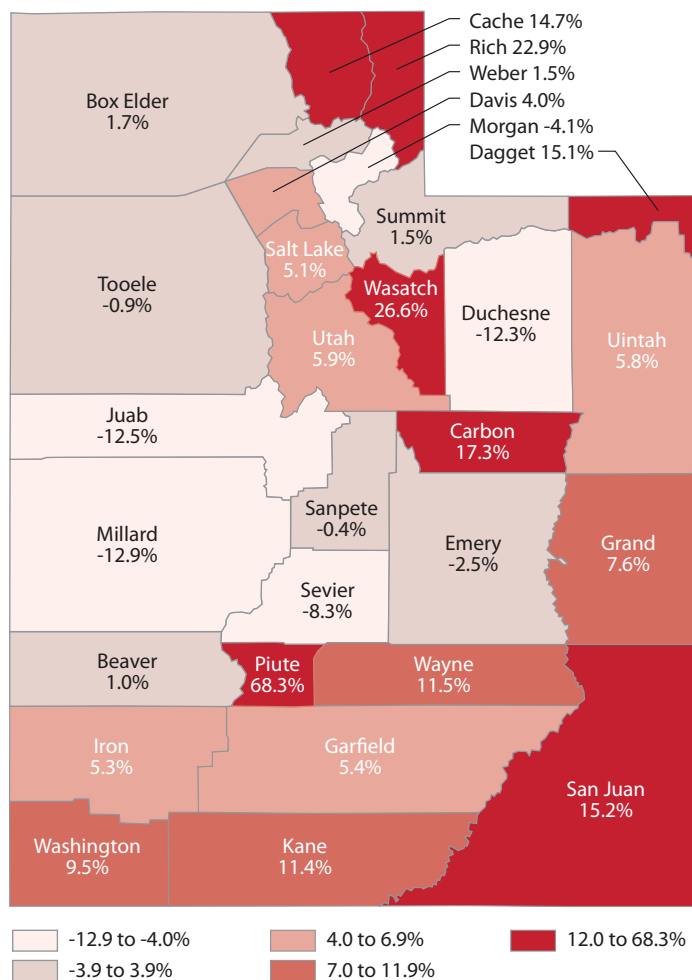 Cache 14.7%
Rich 22.9%
Weber 1.5%
Davis 4.0%
Morgan -4.1%
Dagget 15.1%
Box Elder
1.7%
Summit
1.5%
Salt Lake
5.1%
Tooele
-0.9%
Wasatch
26.6%
Duchesne
-12.3%
Uintah
5.8%
Utah
5.9%
Juab
-12.5%
Carbon
17.3%
Sanpete
-0.4%
Millard
-12.9%
Emery
-2.5%
Grand
7.6%
Sevier
-8.3%
Beaver
1.0%
Piute
68.3%
Wayne
11.5%
Iron
5.3%
Garfield
5.4%
San Juan
15.2%
Washington
9.5%
Kane
11.4%
-12.9 to -4.0%
4.0 to 6.9%
12.0 to 68.3%
-3.9 to 3.9%
7.0 to 11.9%